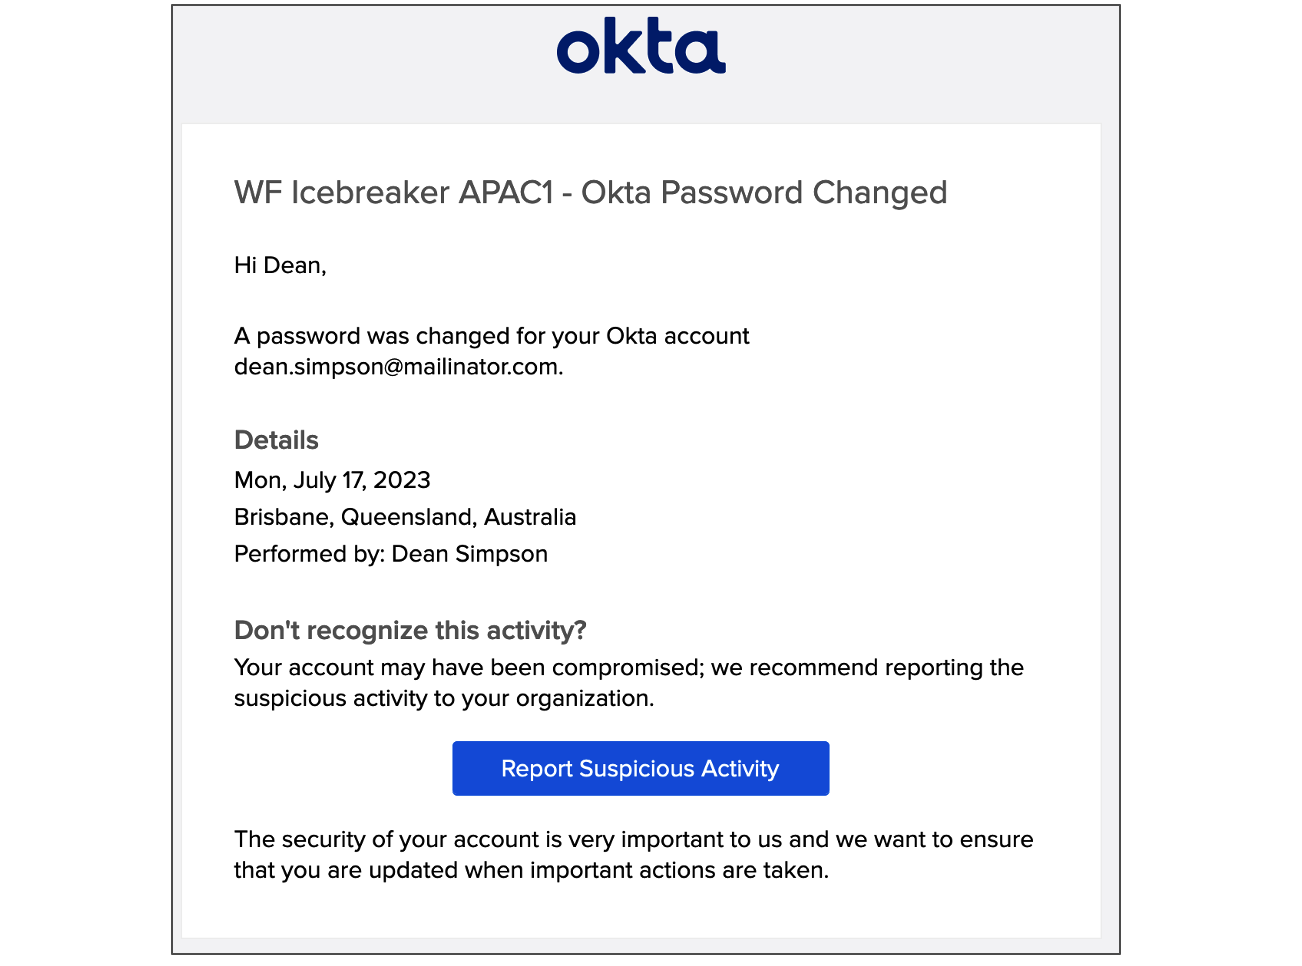 okta
WF Icebreaker APAC1 - Okta Password Changed
Hi Dean,
A password was changed for your Okta account
dean.simpson@mailinator.com.
Details
Mon, July 17, 2023
Brisbane, Queensland, Australia
Performed by: Dean Simpson
Don't recognize this activity?
Your account may have been compromised; we recommend reporting the
suspicious activity to your organization.
Report Suspicious Activity
The security of your account is very important to us and we want to ensure
that you are updated when important actions are taken.